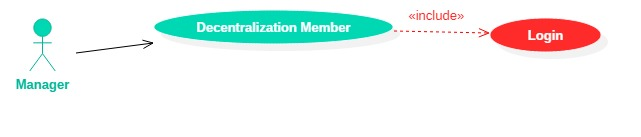 «include»
Decentralization Member
Login
Manager